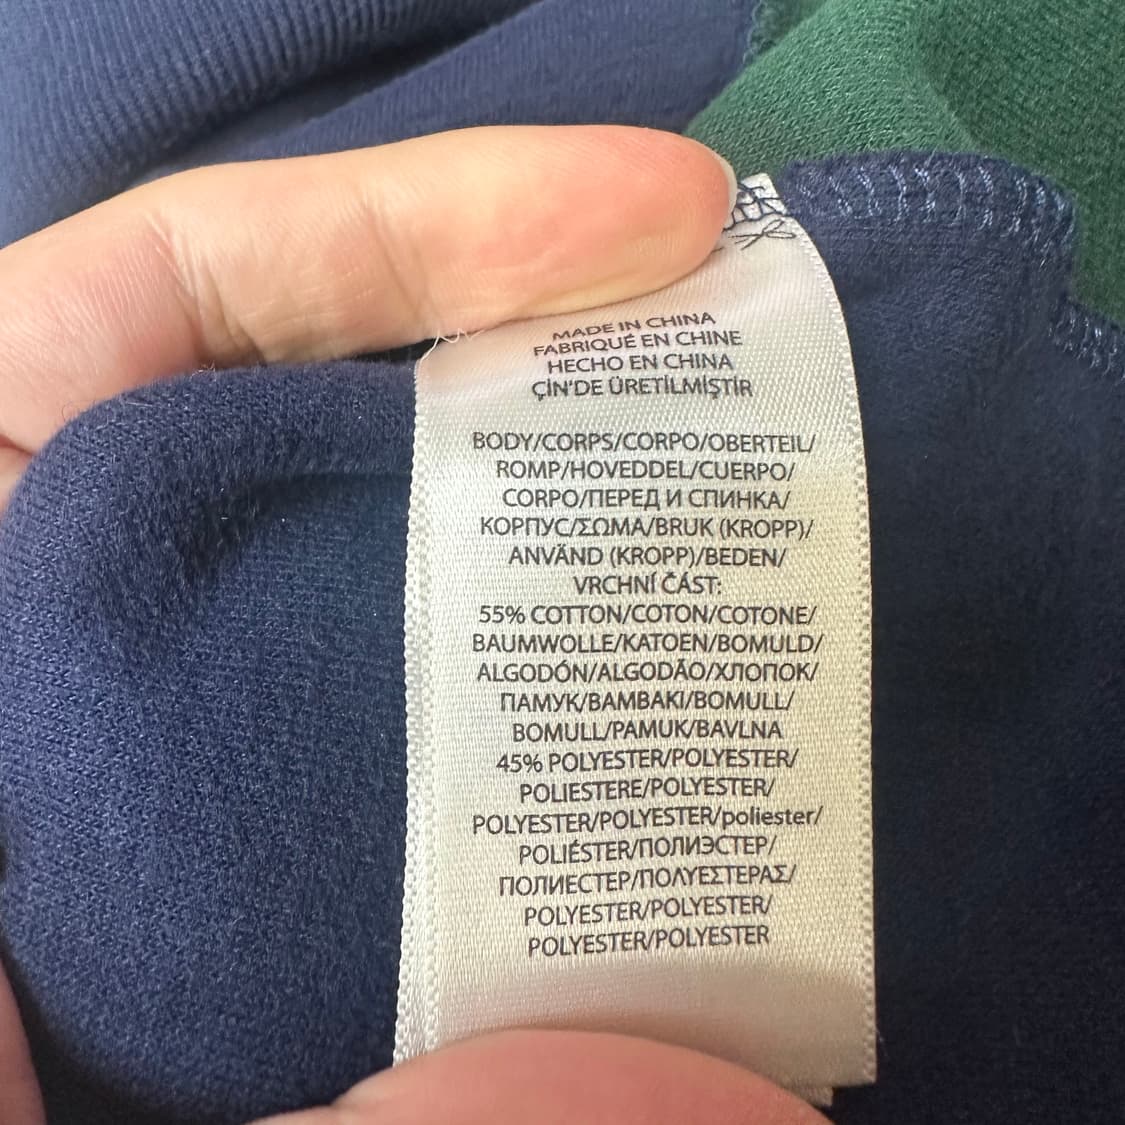 MADE IN CHINA
FABRIQUÉ EN CHINE
HECHO EN CHINA
ÇİN'DE ÜRETİLMİŞTİR
BODY/CORPS/CORPO/OBERTEIL/
ROMP/HOVEDDEL/CUERPO/
CORPO/ПЕРЕД И СПИНКА/
КОРПУС/ΣΩΜΑ/BRUK (KROPP)/
ANVÄND (KROPP)/BEDEN/
VRCHNÍ ČÁST:
55% COTTON/COTON/COTONE/
BAUMWOLLE/KATOEN/BOMULD/
ALGODÓN/ALGODÃO/ХЛОПОК/
ПАМУК/ΒΑΜΒΑΚΙ/BOMULL/
BOMULL/PAMUK/BAVLNA
45% POLYESTER/POLYESTER/
POLIESTERE/POLYESTER/
POLYESTER/POLYESTER/poliester/
POLIÉSTER/ПОЛИЭСТЕР/
ПОЛИЕСТЕР/ΠΟΛΥΕΣΤΕΡΑΣ/
POLYESTER/POLYESTER/
POLYESTER/POLYESTER